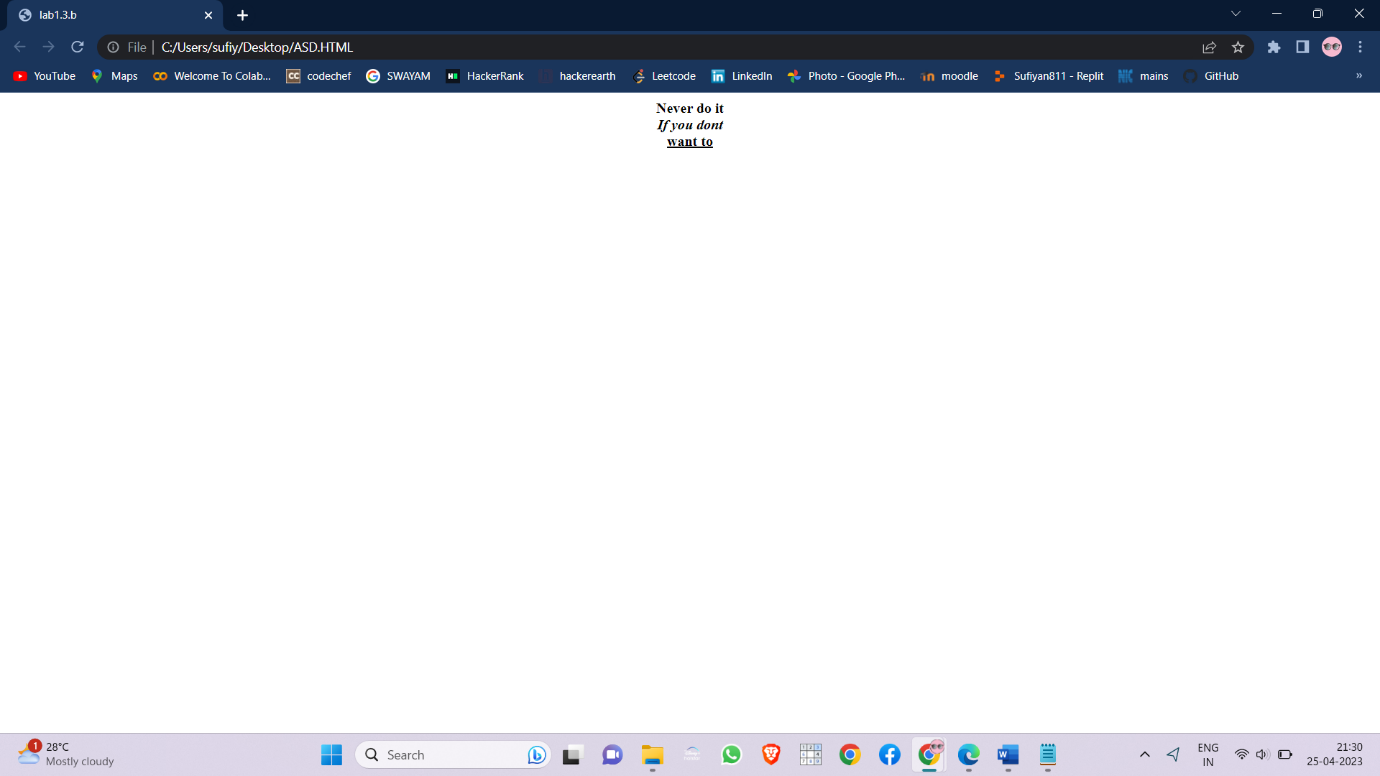 lab1.3.b
File | C:/Users/sufiy/Desktop/ASD.HTML
YouTube Maps Welcome To Colab... codechef SWAYAM HackerRank hackerearth Leetcode LinkedIn Photo - Google Ph... moodle Sufiyan811 - Replit mains GitHub »
Never do it
If you dont
want to
1 28°C
Mostly cloudy
Search
ENG
IN
21:30
25-04-2023